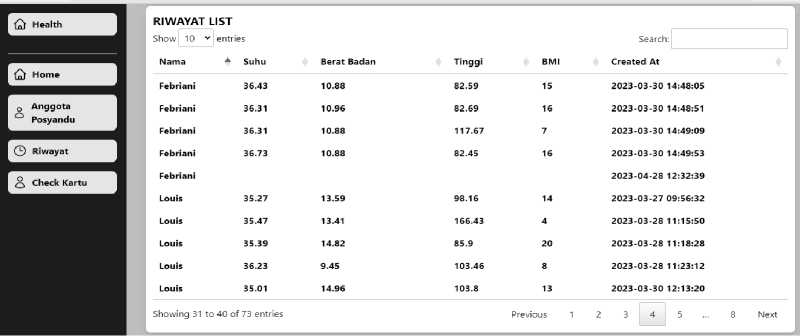 Health
Home
Anggota
Posyandu
Riwayat
Check Kartu
RIWAYAT LIST
Show 10 entries
Search:
Nama Suhu Berat Badan Tinggi BMI Created At
Febriani 36.43 10.88 82.59 15 2023-03-30 14:48:05
Febriani 36.31 10.96 82.69 16 2023-03-30 14:48:51
Febriani 36.31 10.88 117.67 7 2023-03-30 14:49:09
Febriani 36.73 10.88 82.45 16 2023-03-30 14:49:53
Febriani 2023-04-28 12:32:39
Louis 35.27 13.59 98.16 14 2023-03-27 09:56:32
Louis 35.47 13.41 166.43 4 2023-03-28 11:15:50
Louis 35.39 14.82 85.9 20 2023-03-28 11:18:28
Louis 36.23 9.45 103.46 8 2023-03-28 11:23:12
Louis 35.01 14.96 103.8 13 2023-03-30 12:13:20
Showing 31 to 40 of 73 entries
Previous 1 2 3 4 5 ... 8 Next